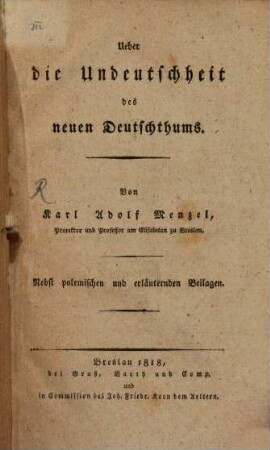 Ueber
die Undeutschheit
des
neuen Deutschthums.
Von
Karl Adolf Menzel,
Prorektor und Professor am Elisabetan zu Breslau.
Nebst polemischen und erläuternden Beilagen.
Breslau 1818,
bei Graß, Barth und Comp.
und
in Commission bei Joh. Friedr. Korn dem Aeltern.